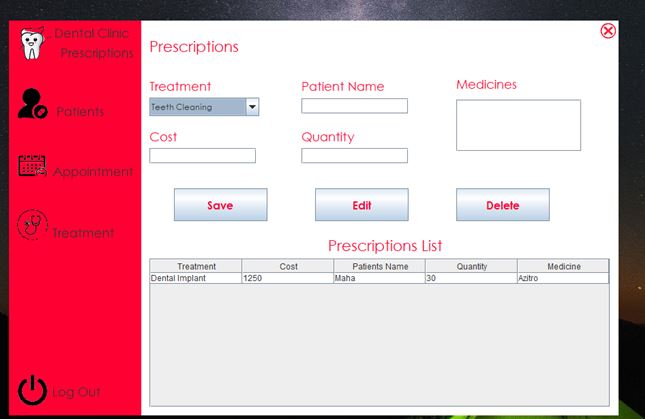 Dental Clinic
Prescriptions
Patients
Appointment
Treatment
Log Out
Prescriptions
Treatment
Patient Name
Medicines
Teeth Cleaning
Cost
Quantity
Save
Edit
Delete
Prescriptions List
Treatment Cost Patients Name Quantity Medicine
Dental Implant 1250 Maha 30 Azitro